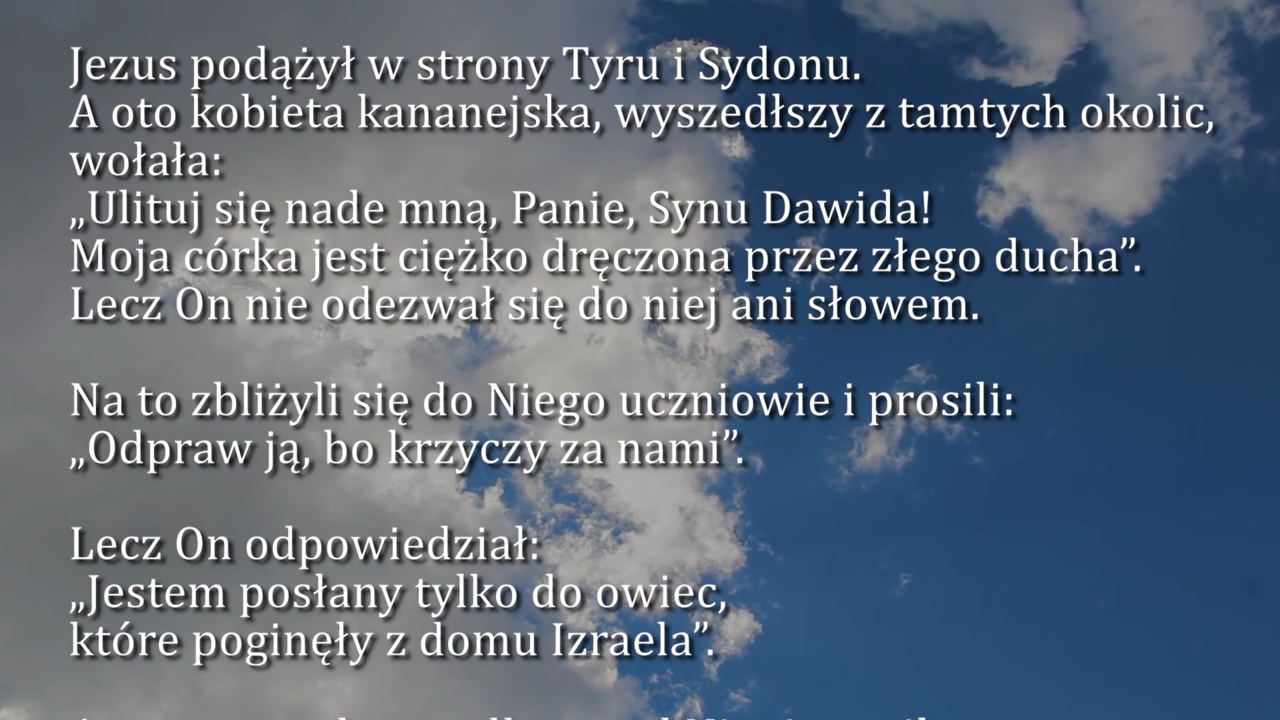 Jezus podążył w strony Tyru i Sydonu.
A oto kobieta kananejska, wyszedłszy z tamtych okolic,
wołała:
„Ulituj się nade mną, Panie, Synu Dawida!
Moja córka jest ciężko dręczona przez złego ducha”.
Lecz On nie odezwał się do niej ani słowem.
Na to zbliżyli się do Niego uczniowie i prosili:
„Odpraw ją, bo krzyczy za nami”.
Lecz On odpowiedział:
„Jestem posłany tylko do owiec,
które poginęły z domu Izraela”.